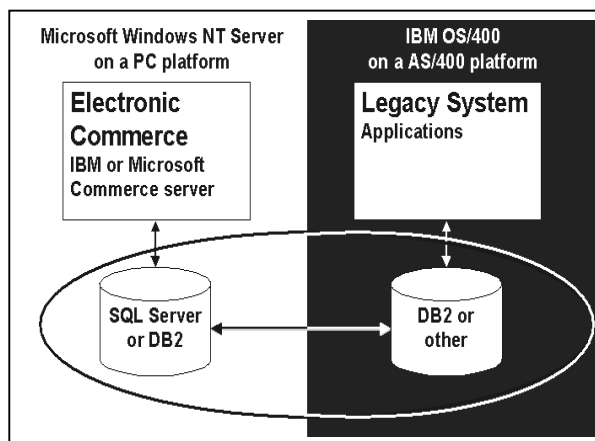 Microsoft Windows NT Server
on a PC platform
IBM OS/400
on a AS/400 platform
Electronic
Commerce
IBM or Microsoft
Commerce server
Legacy System
Applications
SQL Server
or DB2
DB2 or
other